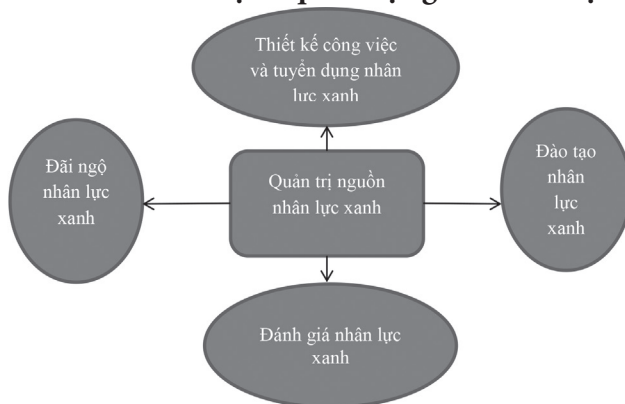 Thiết kế công việc
và tuyển dụng nhân
lực xanh
Đãi ngộ
nhân lực
xanh
Quản trị nguồn
nhân lực xanh
Đào tạo
nhân
lực
xanh
Đánh giá nhân lực
xanh